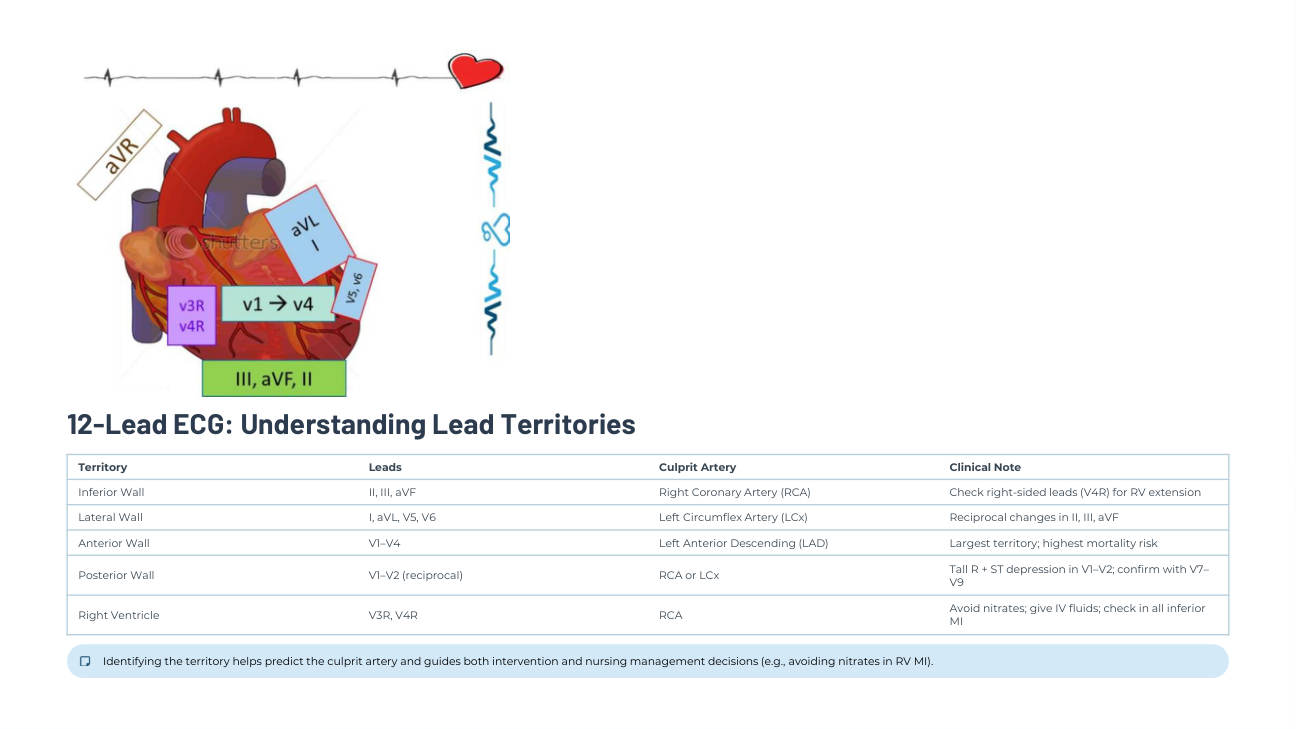 aVR
aVL
I
V5, v6
shutters
v3R
v4R
v1 → v4
III, aVF, II
12-Lead ECG: Understanding Lead Territories
Territory Leads Culprit Artery Clinical Note
Inferior Wall II, III, aVF Right Coronary Artery (RCA) Check right-sided leads (V4R) for RV extension
Lateral Wall I, aVL, V5, V6 Left Circumflex Artery (LCx) Reciprocal changes in II, III, aVF
Anterior Wall V1–V4 Left Anterior Descending (LAD) Largest territory; highest mortality risk
Posterior Wall V1–V2 (reciprocal) RCA or LCx Tall R + ST depression in V1–V2; confirm with V7–
V9
Right Ventricle V3R, V4R RCA Avoid nitrates; give IV fluids; check in all inferior
MI
Identifying the territory helps predict the culprit artery and guides both intervention and nursing management decisions (e.g., avoiding nitrates in RV MI).